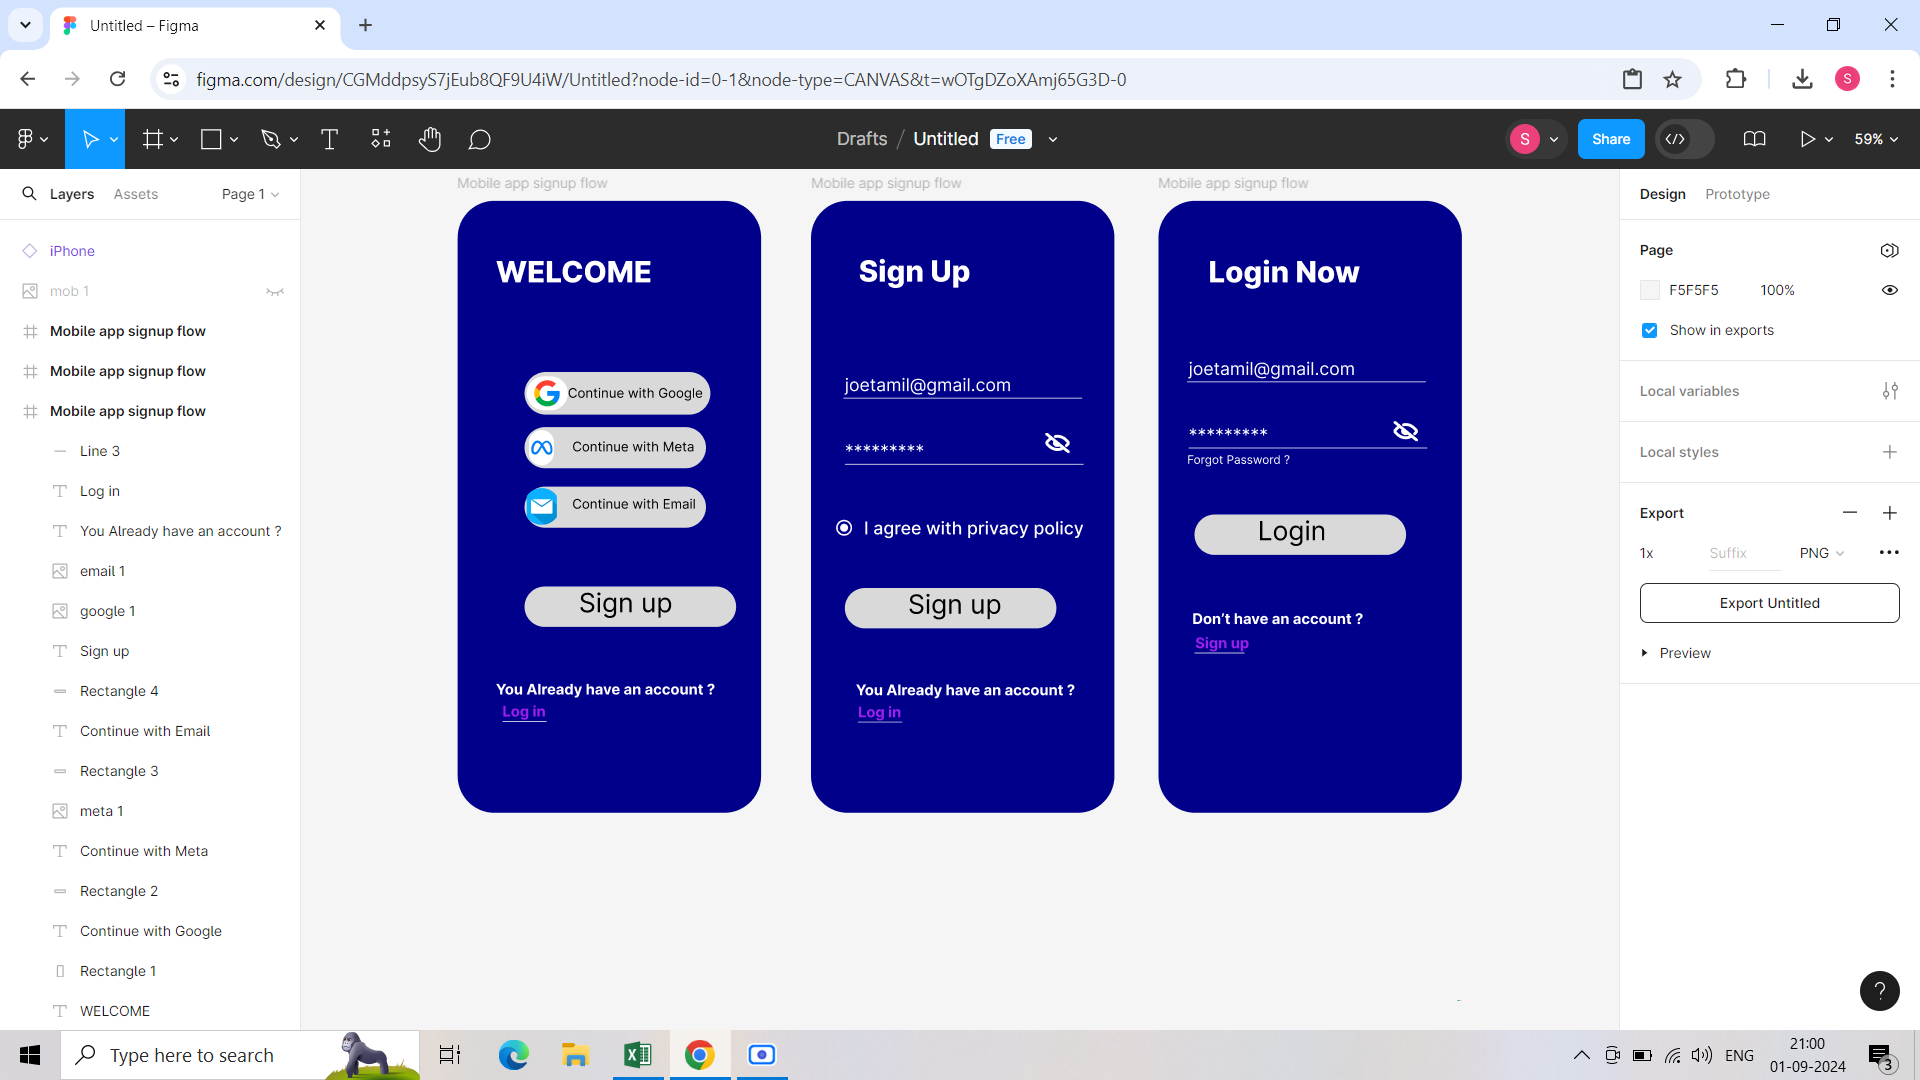 Untitled – Figma
figma.com/design/CGMddpsyS7jEub8QF9U4iW/Untitled?node-id=0-1&node-type=CANVAS&t=wOTgDZoXAmj65G3D-0
S
Drafts / Untitled Free
S
Share
59%
Layers
Assets
Page 1
iPhone
mob 1
Mobile app signup flow
Mobile app signup flow
Mobile app signup flow
Line 3
Log in
You Already have an account ?
email 1
google 1
Sign up
Rectangle 4
Continue with Email
Rectangle 3
meta 1
Continue with Meta
Rectangle 2
Continue with Google
Rectangle 1
WELCOME
Mobile app signup flow
WELCOME
Continue with Google
Continue with Meta
Continue with Email
Sign up
You Already have an account ?
Log in
Mobile app signup flow
Sign Up
joetamil@gmail.com
*********
I agree with privacy policy
Sign up
You Already have an account ?
Log in
Mobile app signup flow
Login Now
joetamil@gmail.com
*********
Forgot Password ?
Login
Don't have an account ?
Sign up
Design
Prototype
Page
F5F5F5 100%
Show in exports
Local variables
Local styles
Export
1x Suffix PNG
Export Untitled
Preview
?
Type here to search
ENG
21:00
01-09-2024
3